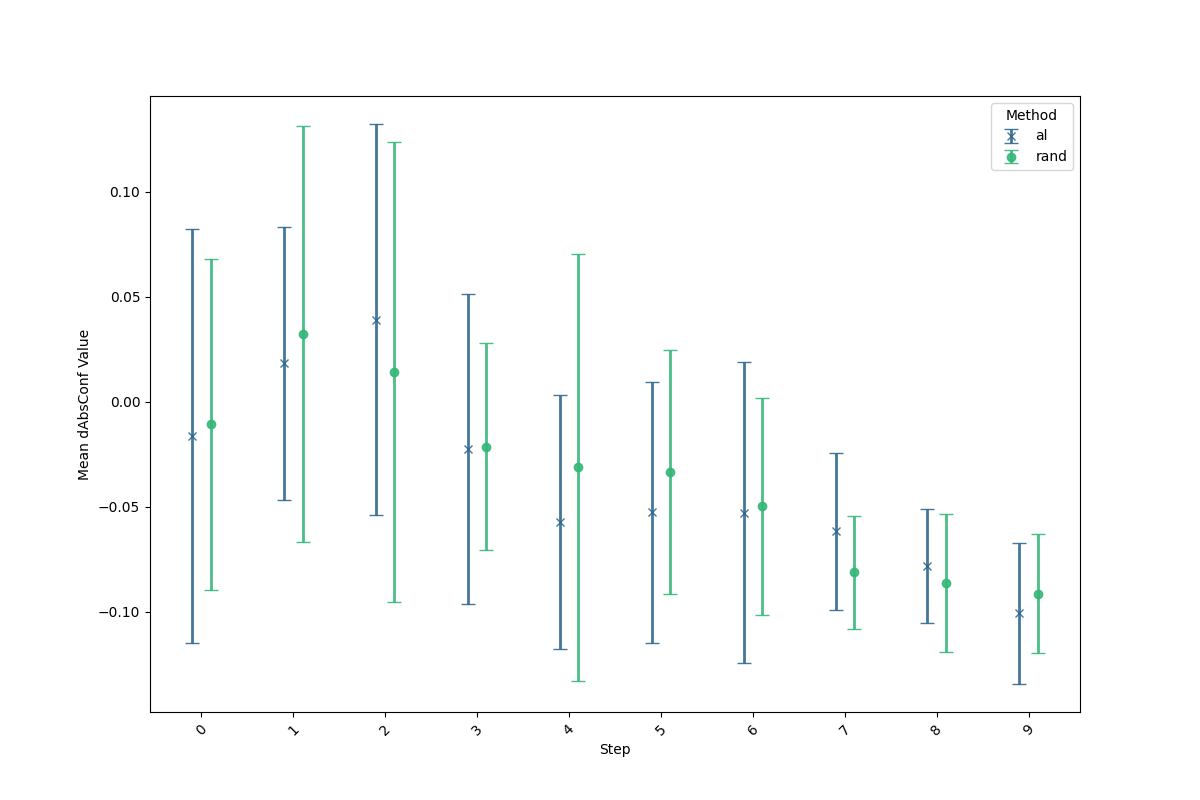 Method
al
rand
0.10
0.05
0.00
−0.05
−0.10
Mean dAbsConf Value
0 1 2 3 4 5 6 7 8 9
Step